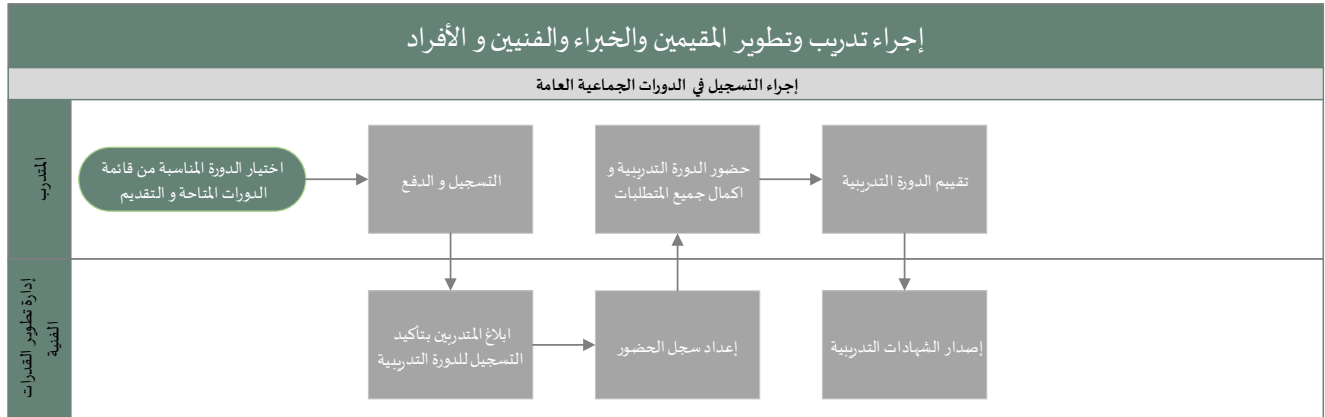 إجراء تدريب وتطوير المقيمين والخبراء والفنيين و الأفراد
إجراء التسجيل في الدورات الجماعية العامة
المتدرب
اختيار الدورة المناسبة من قائمة
الدورات المتاحة و التقديم
التسجيل و الدفع
حضور الدورة التدريبية و
اكمال جميع المتطلبات
تقييم الدورة التدريبية
إدارة تطوير القدرات
الفنية
ابلاغ المتدربين بتأكيد
التسجيل للدورة التدريبية
إعداد سجل الحضور
إصدار الشهادات التدريبية